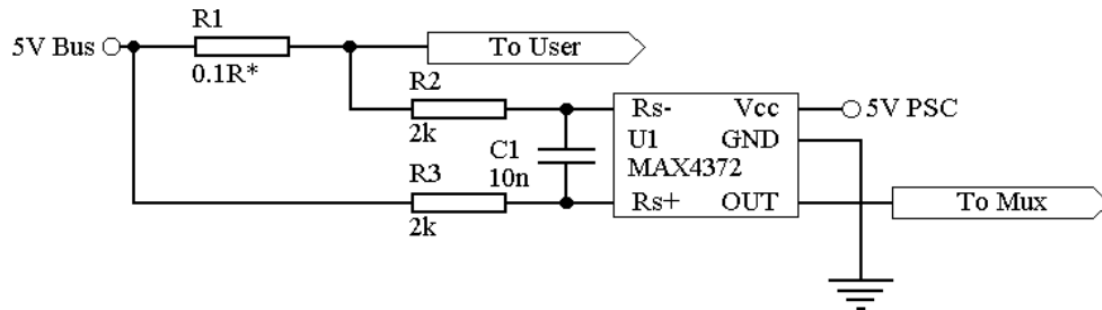 R1
5V Bus
To User
0.1R*
R2
Rs-
Vcc
5V PSC
2k
U1
GND
C1
MAX4372
R3
10n
Rs+
OUT
To Mux
2k